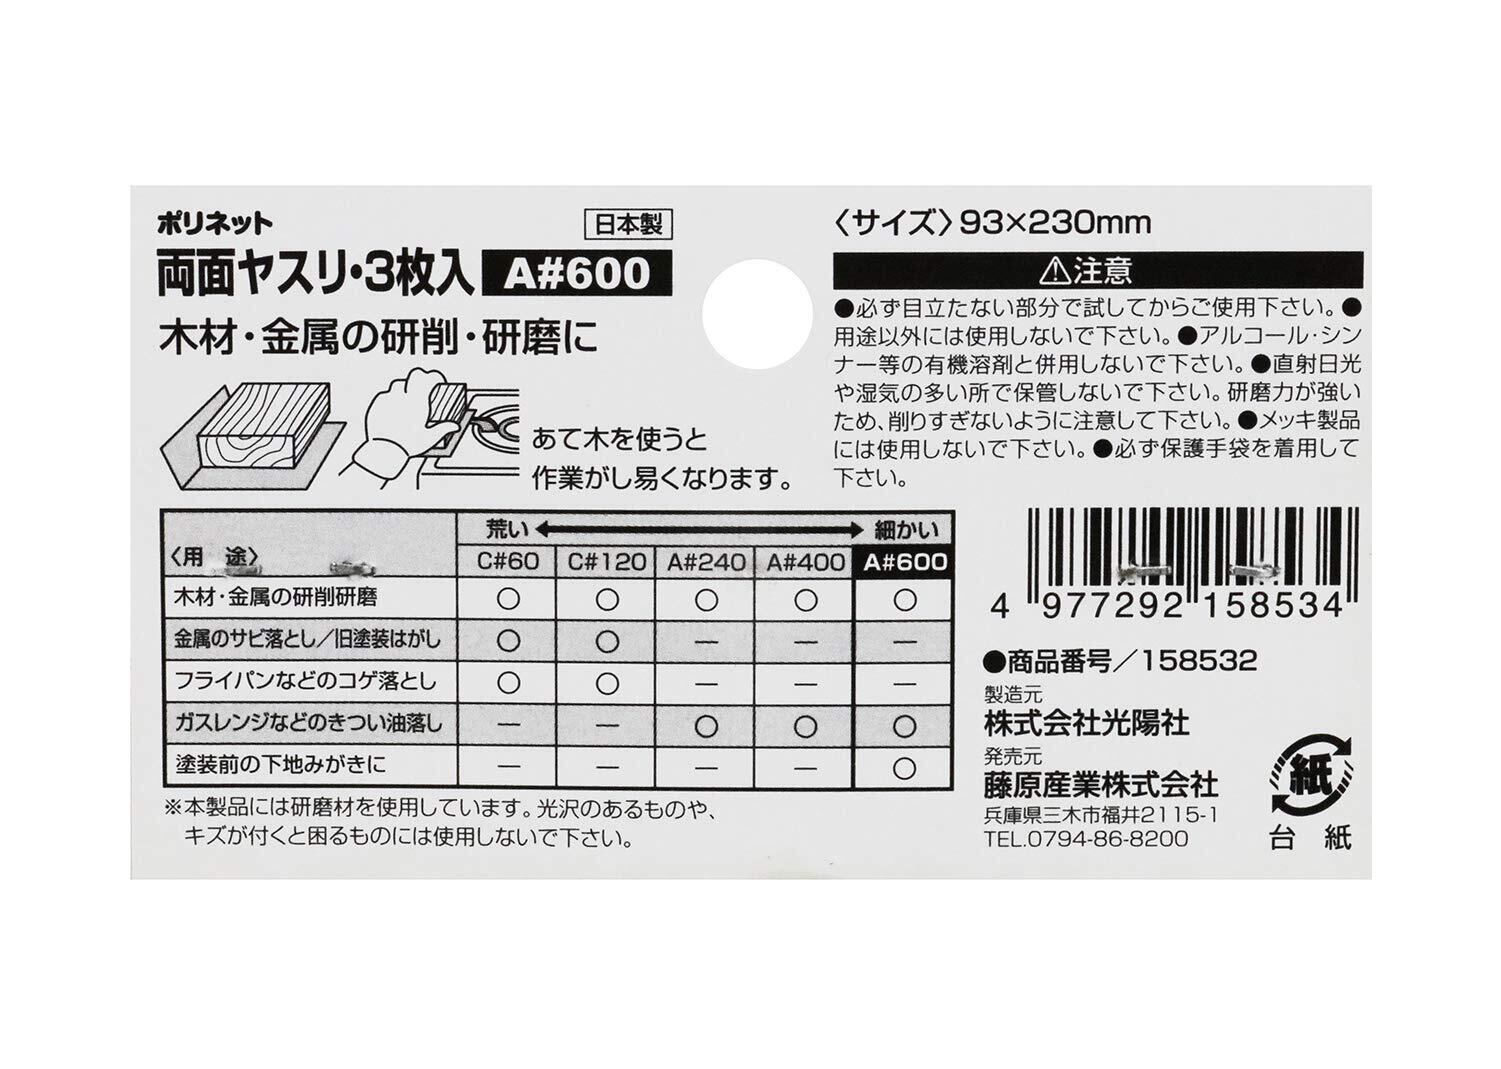 ポリネット
日本製
両面ヤスリ・3枚入 A#600
木材・金属の研削・研磨に
あて木を使うと
作業がし易くなります。
〈用 途〉
荒い 細かい
C#60 C#120 A#240 A#400 A#600
木材・金属の研削研磨 ○ ○ ○ ○ ○
金属のサビ落とし／旧塗装はがし ○ ○ － － －
フライパンなどのコゲ落とし ○ ○ － － －
ガスレンジなどのきつい油落し － － ○ ○ ○
塗装前の下地みがきに － － － － ○
※本製品には研磨材を使用しています。光沢のあるものや、
キズが付くと困るものには使用しないで下さい。
〈サイズ〉93×230mm
⚠注意
●必ず目立たない部分で試してからご使用下さい。●
用途以外には使用しないで下さい。●アルコール・シン
ナー等の有機溶剤と併用しないで下さい。●直射日光
や湿気の多い所で保管しないで下さい。研磨力が強い
ため、削りすぎないように注意して下さい。●メッキ製品
には使用しないで下さい。●必ず保護手袋を着用して
下さい。
4 977292 158534
●商品番号／158532
製造元
株式会社光陽社
発売元
藤原産業株式会社
兵庫県三木市福井2115-1
TEL.0794-86-8200
紙
台 紙